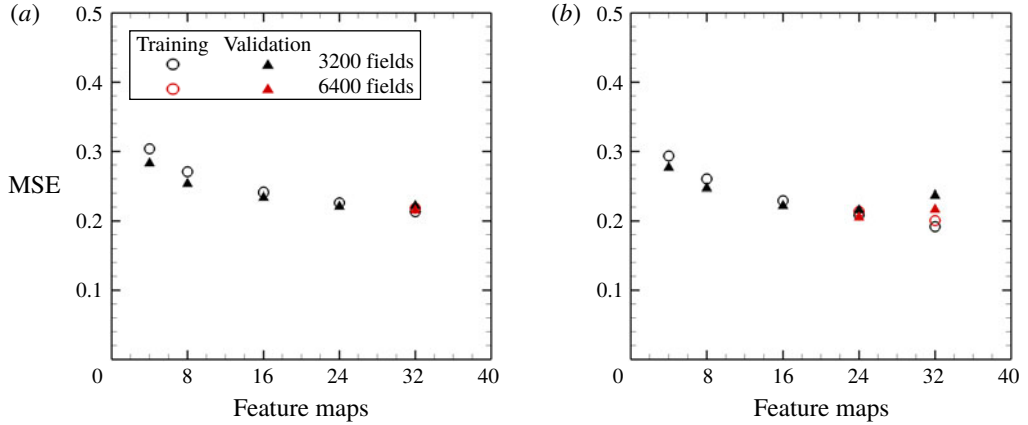 (a)
0.5
Training Validation
3200 fields
6400 fields
0.4
0.3
MSE
0.2
0.1
0 8 16 24 32 40
Feature maps
(b)
0.5
0.4
0.3
0.2
0.1
0 8 16 24 32 40
Feature maps